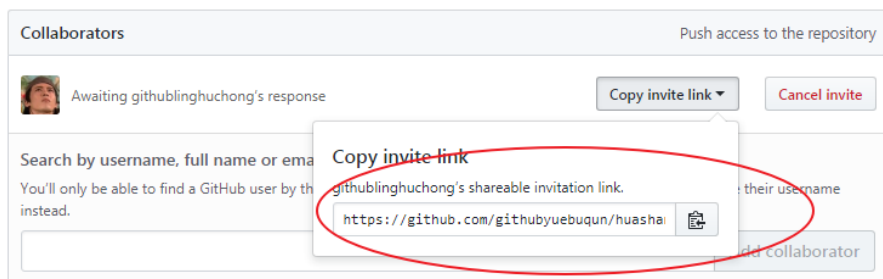 Collaborators
Push access to the repository
Awaiting githublinghuchong's response
Copy invite link
Cancel invite
Copy invite link
Search by username, full name or ema
githublinghuchong's shareable invitation link.
You'll only be able to find a GitHub user by th
their username
instead.
https://github.com/githubyuebuqun/huashan
collaborator